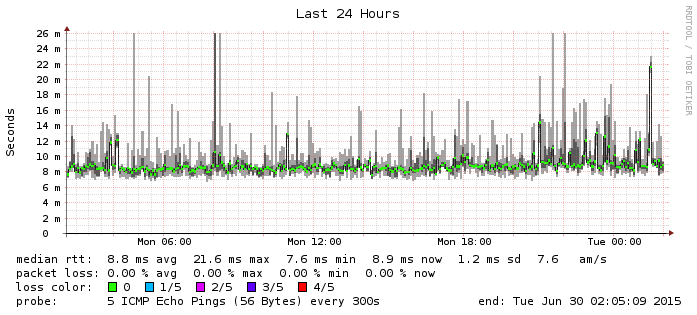 Last 24 Hours
RRDTOOL / TOBI OETIKER
Seconds
26 m
24 m
22 m
20 m
18 m
16 m
14 m
12 m
10 m
8 m
6 m
4 m
2 m
0
Mon 06:00 Mon 12:00 Mon 18:00 Tue 00:00
median rtt: 8.8 ms avg 21.6 ms max 7.6 ms min 8.9 ms now 1.2 ms sd 7.6 am/s
packet loss: 0.00 % avg 0.00 % max 0.00 % min 0.00 % now
loss color: 0 1/5 2/5 3/5 4/5
probe: 5 ICMP Echo Pings (56 Bytes) every 300s end: Tue Jun 30 02:05:09 2015